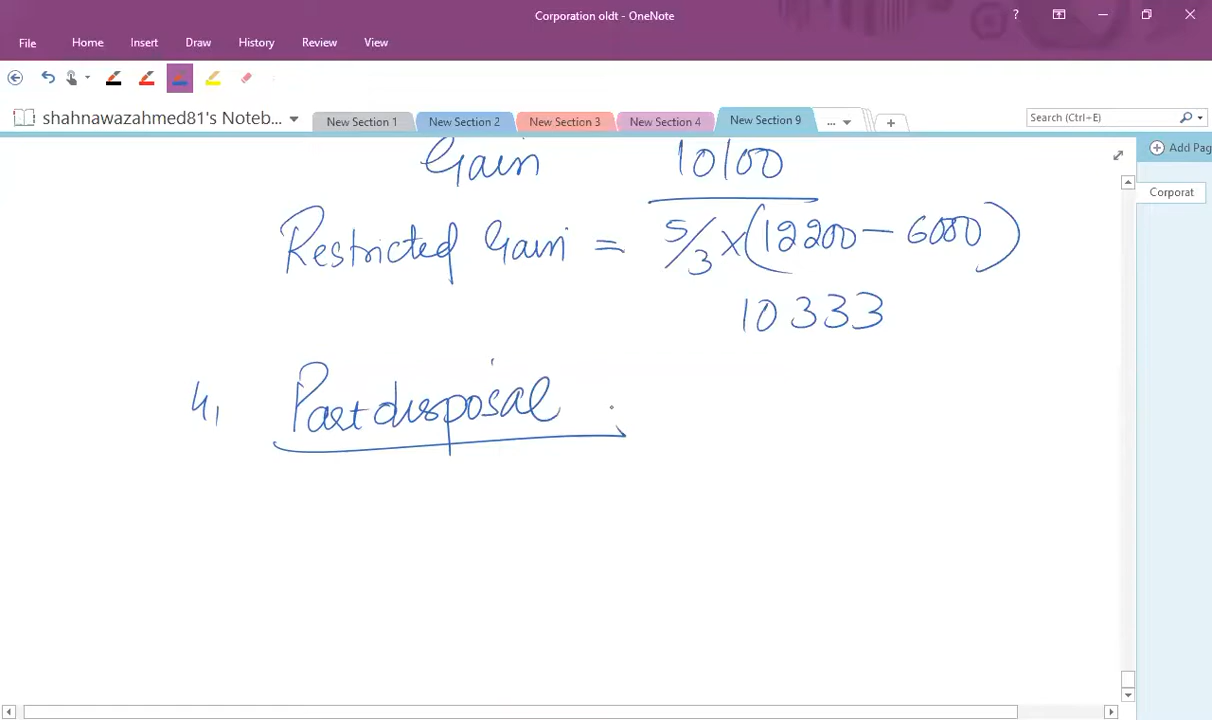 Corporation oldt - OneNote
?
File Home Insert Draw History Review View
shahnawazahmed81's Noteb...
New Section 1 New Section 2 New Section 3 New Section 4 New Section 9 ...
Search (Ctrl+E)
Add Pag
Corporat
Gain 10100
Restricted Gain = 5/3 × (12200 - 6000)
10333
4, Part disposal